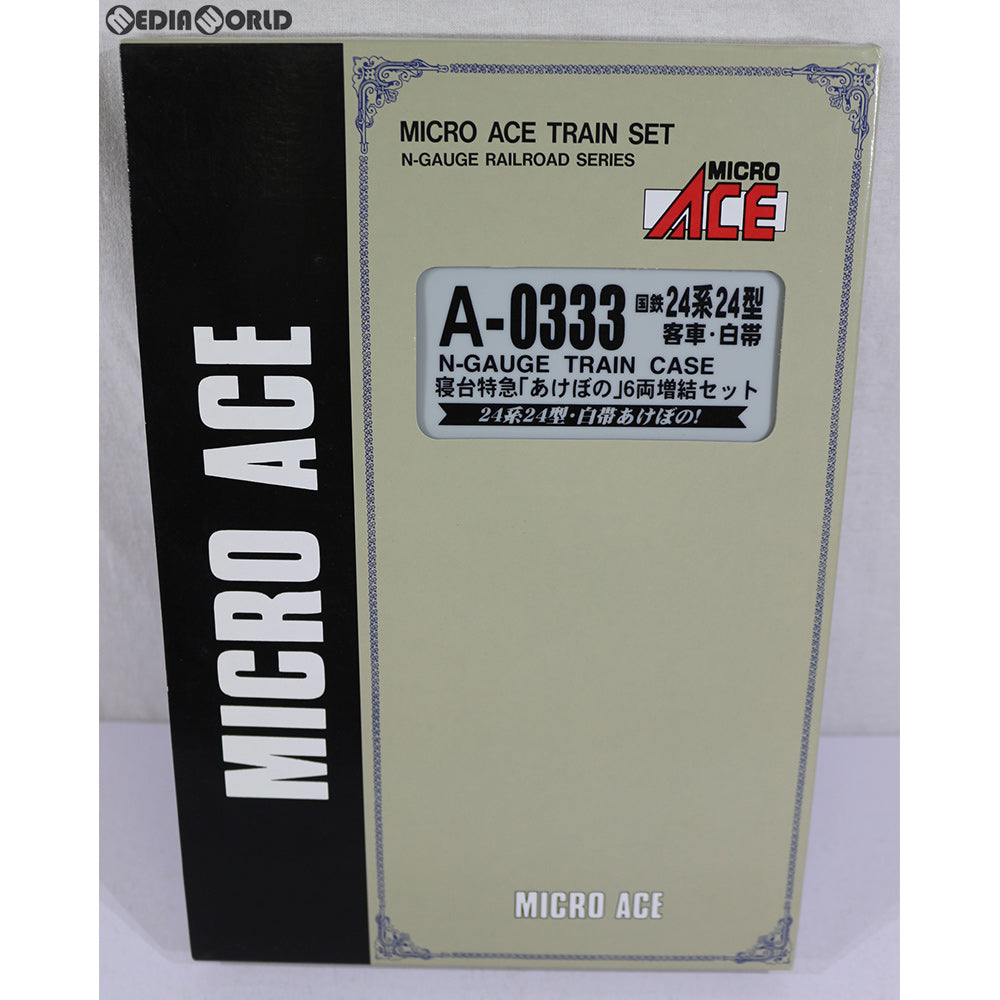 MEDIAWORLD
MICRO ACE TRAIN SET
N-GAUGE RAILROAD SERIES
MICRO
ACE
A-0333 国鉄24系24型
客車・白帯
N-GAUGE TRAIN CASE
寝台特急「あけぼの」6両増結セット
24系24型・白帯あけぼの!
MICRO ACE
MICRO ACE